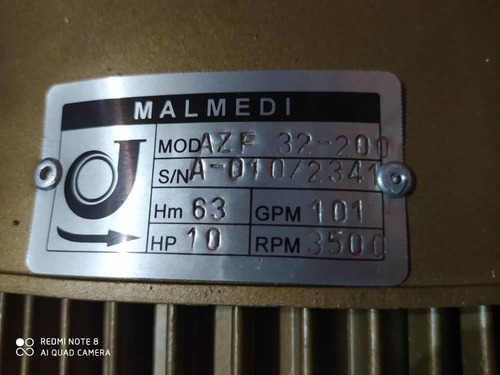 MALMEDI
MOD AZF 32-200
S/N A-010/2341
Hm 63 GPM 101
HP 10 RPM 3500
REDMI NOTE 8
AI QUAD CAMERA